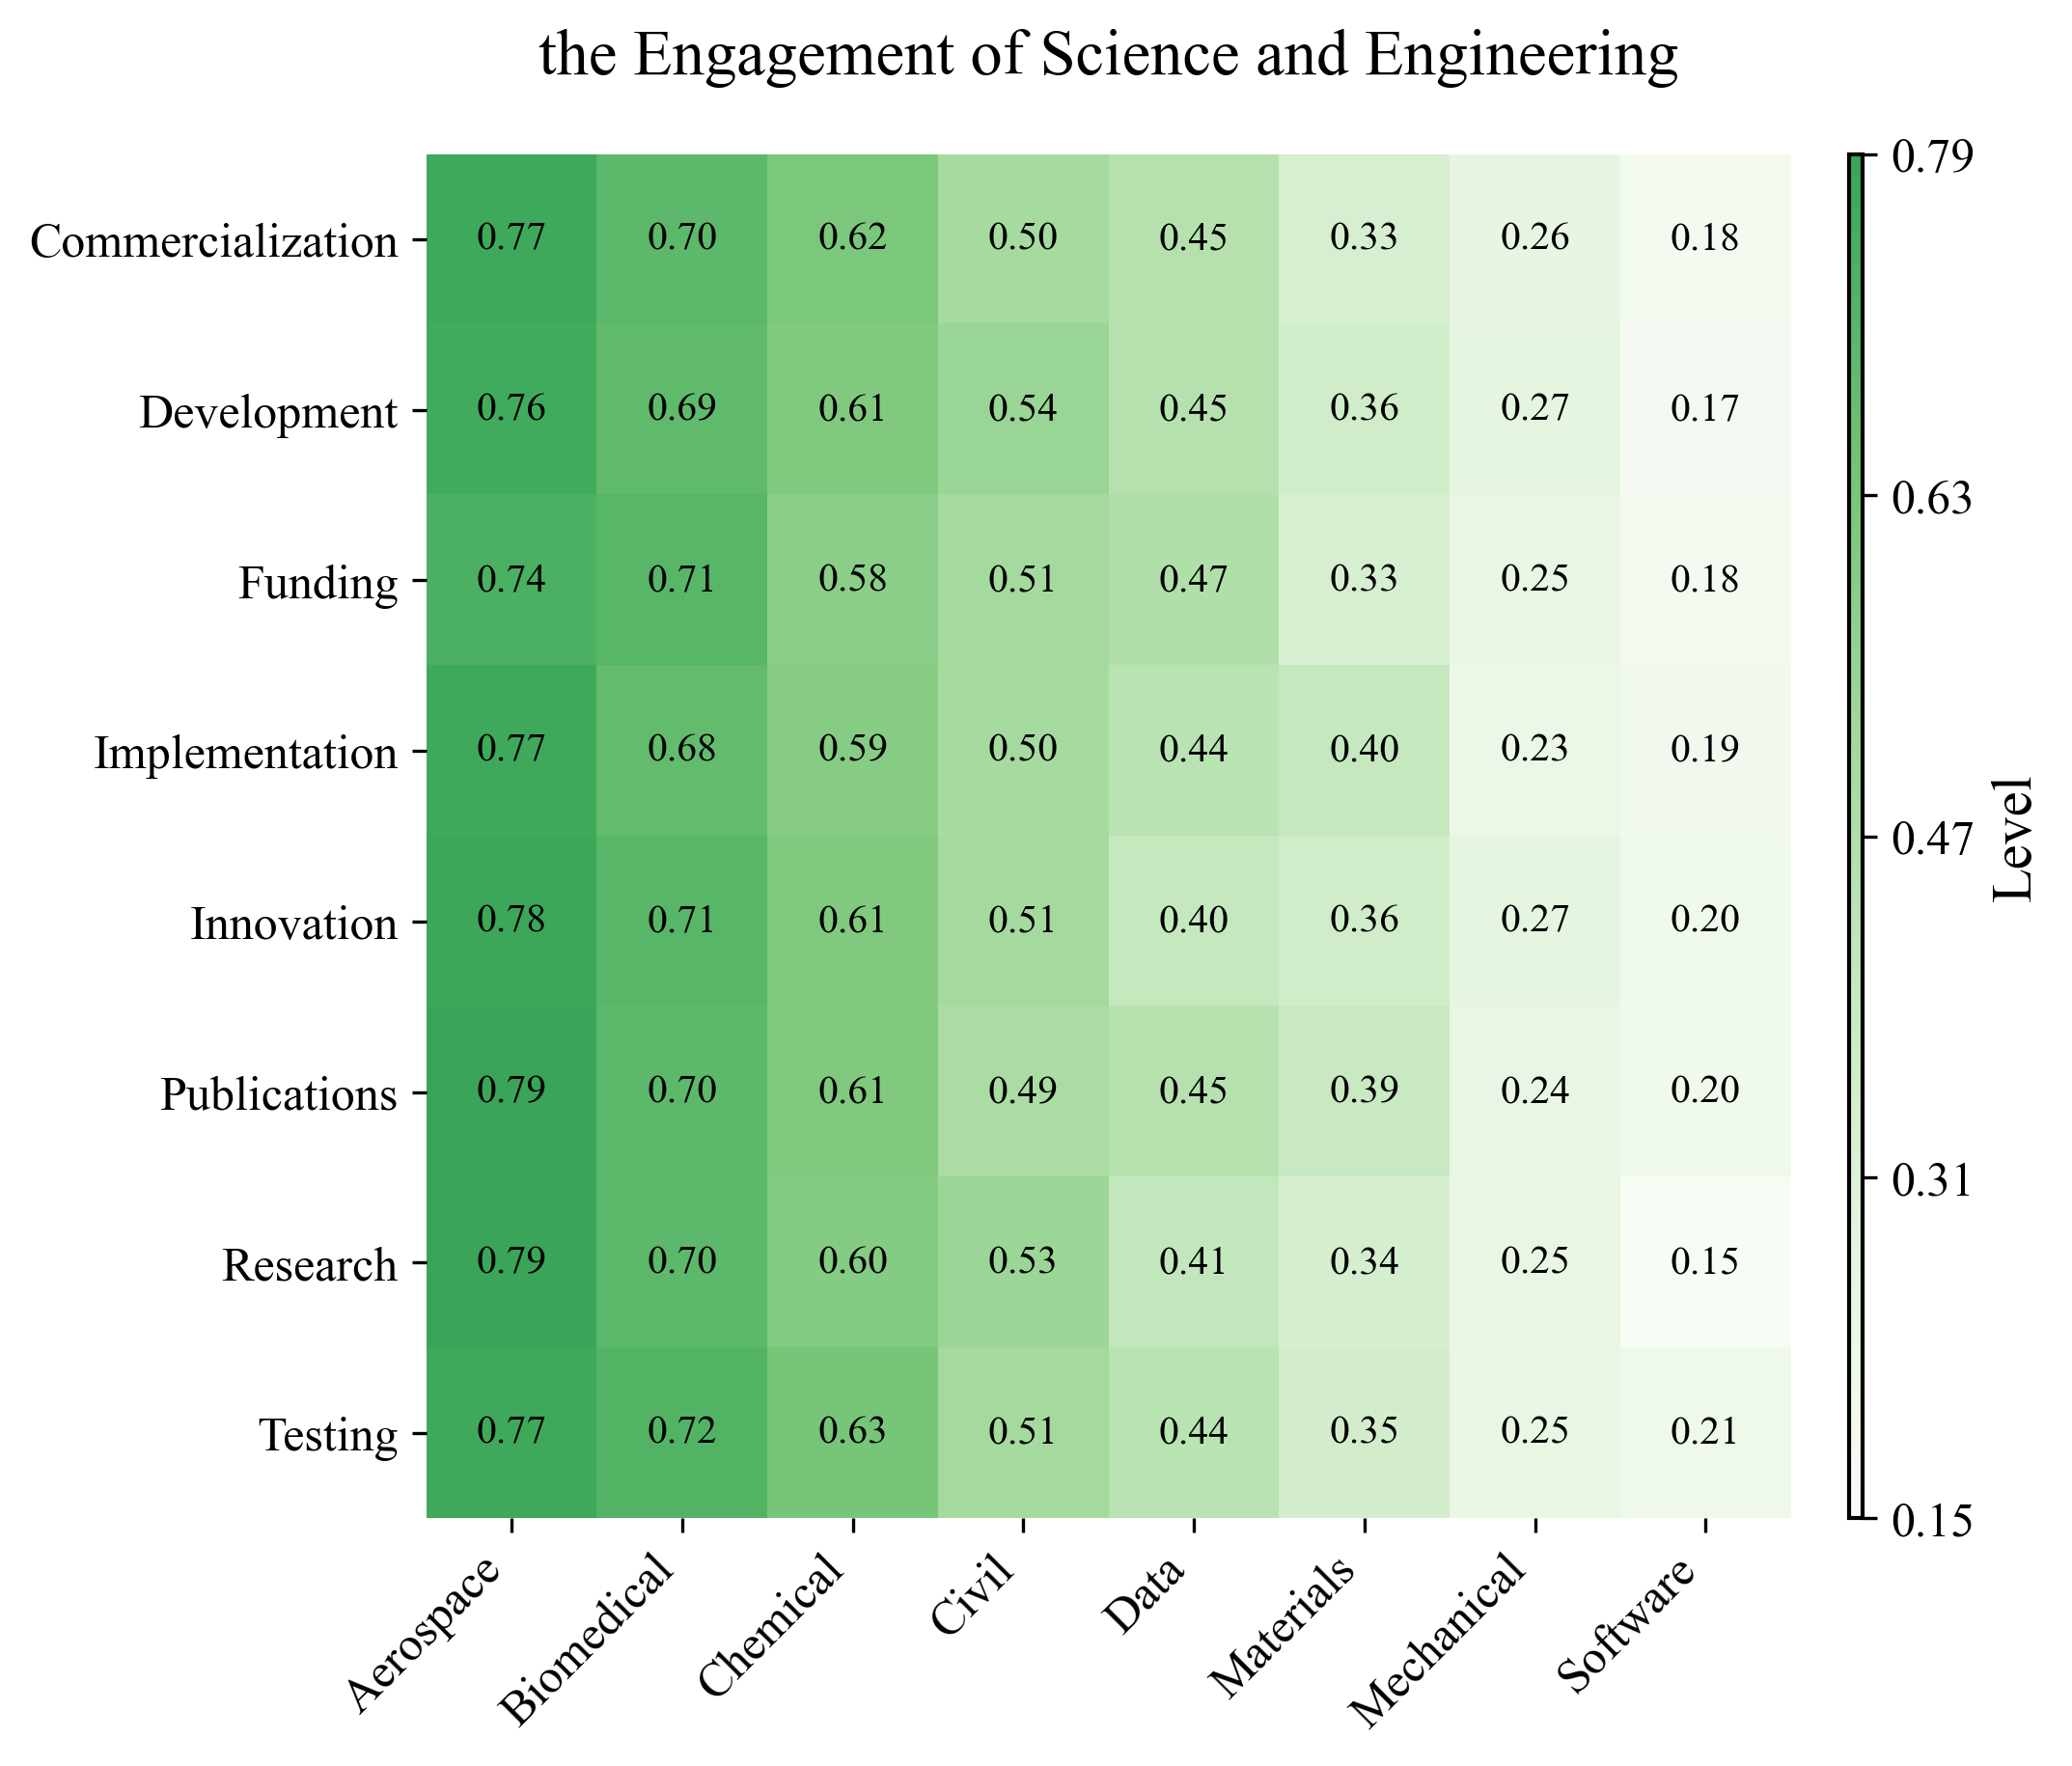 the Engagement of Science and Engineering
Commercialization 0.77 0.70 0.62 0.50 0.45 0.33 0.26 0.18
Development 0.76 0.69 0.61 0.54 0.45 0.36 0.27 0.17
Funding 0.74 0.71 0.58 0.51 0.47 0.33 0.25 0.18
Implementation 0.77 0.68 0.59 0.50 0.44 0.40 0.23 0.19
Innovation 0.78 0.71 0.61 0.51 0.40 0.36 0.27 0.20
Publications 0.79 0.70 0.61 0.49 0.45 0.39 0.24 0.20
Research 0.79 0.70 0.60 0.53 0.41 0.34 0.25 0.15
Testing 0.77 0.72 0.63 0.51 0.44 0.35 0.25 0.21
Aerospace Biomedical Chemical Civil Data Materials Mechanical Software
0.79
0.63
0.47
0.31
0.15
Level